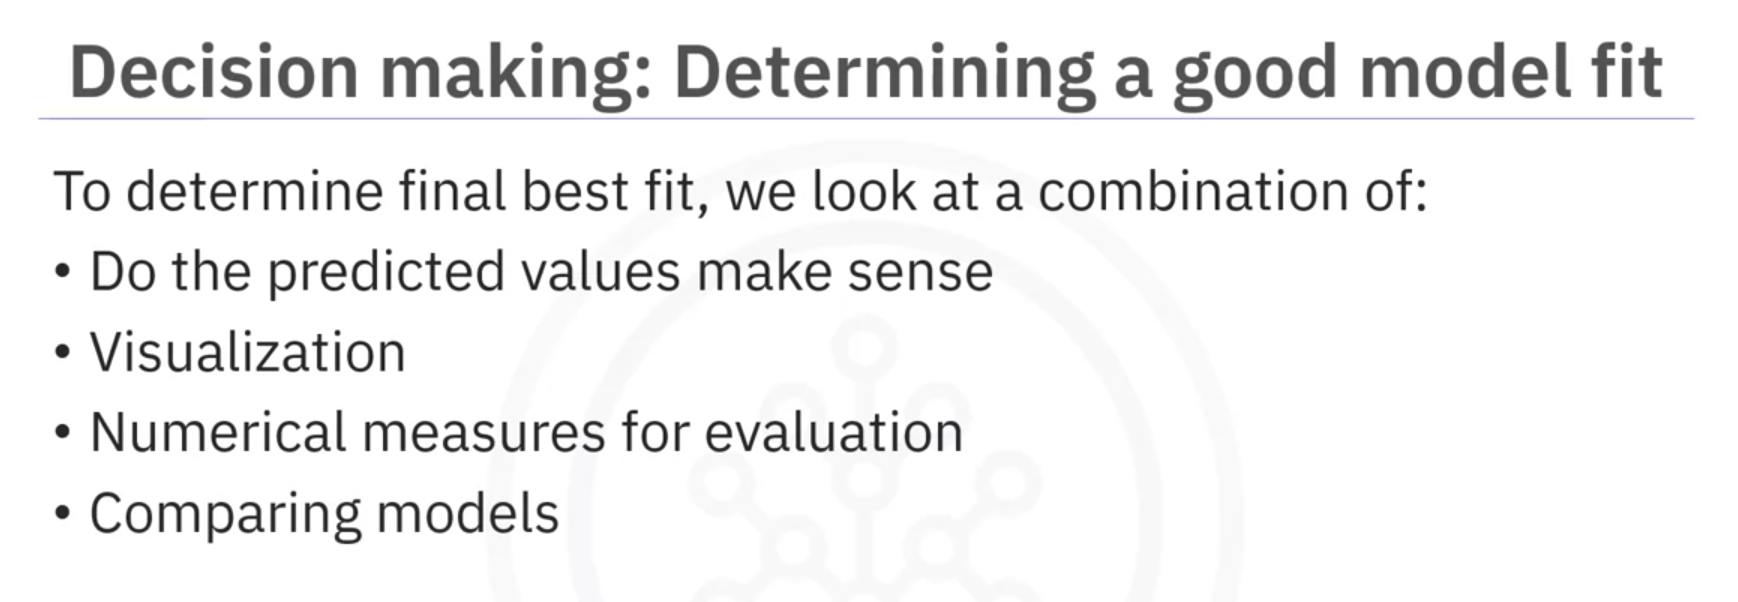 Decision making: Determining a good model fit
To determine final best fit, we look at a combination of:
• Do the predicted values make sense
• Visualization
• Numerical measures for evaluation
• Comparing models